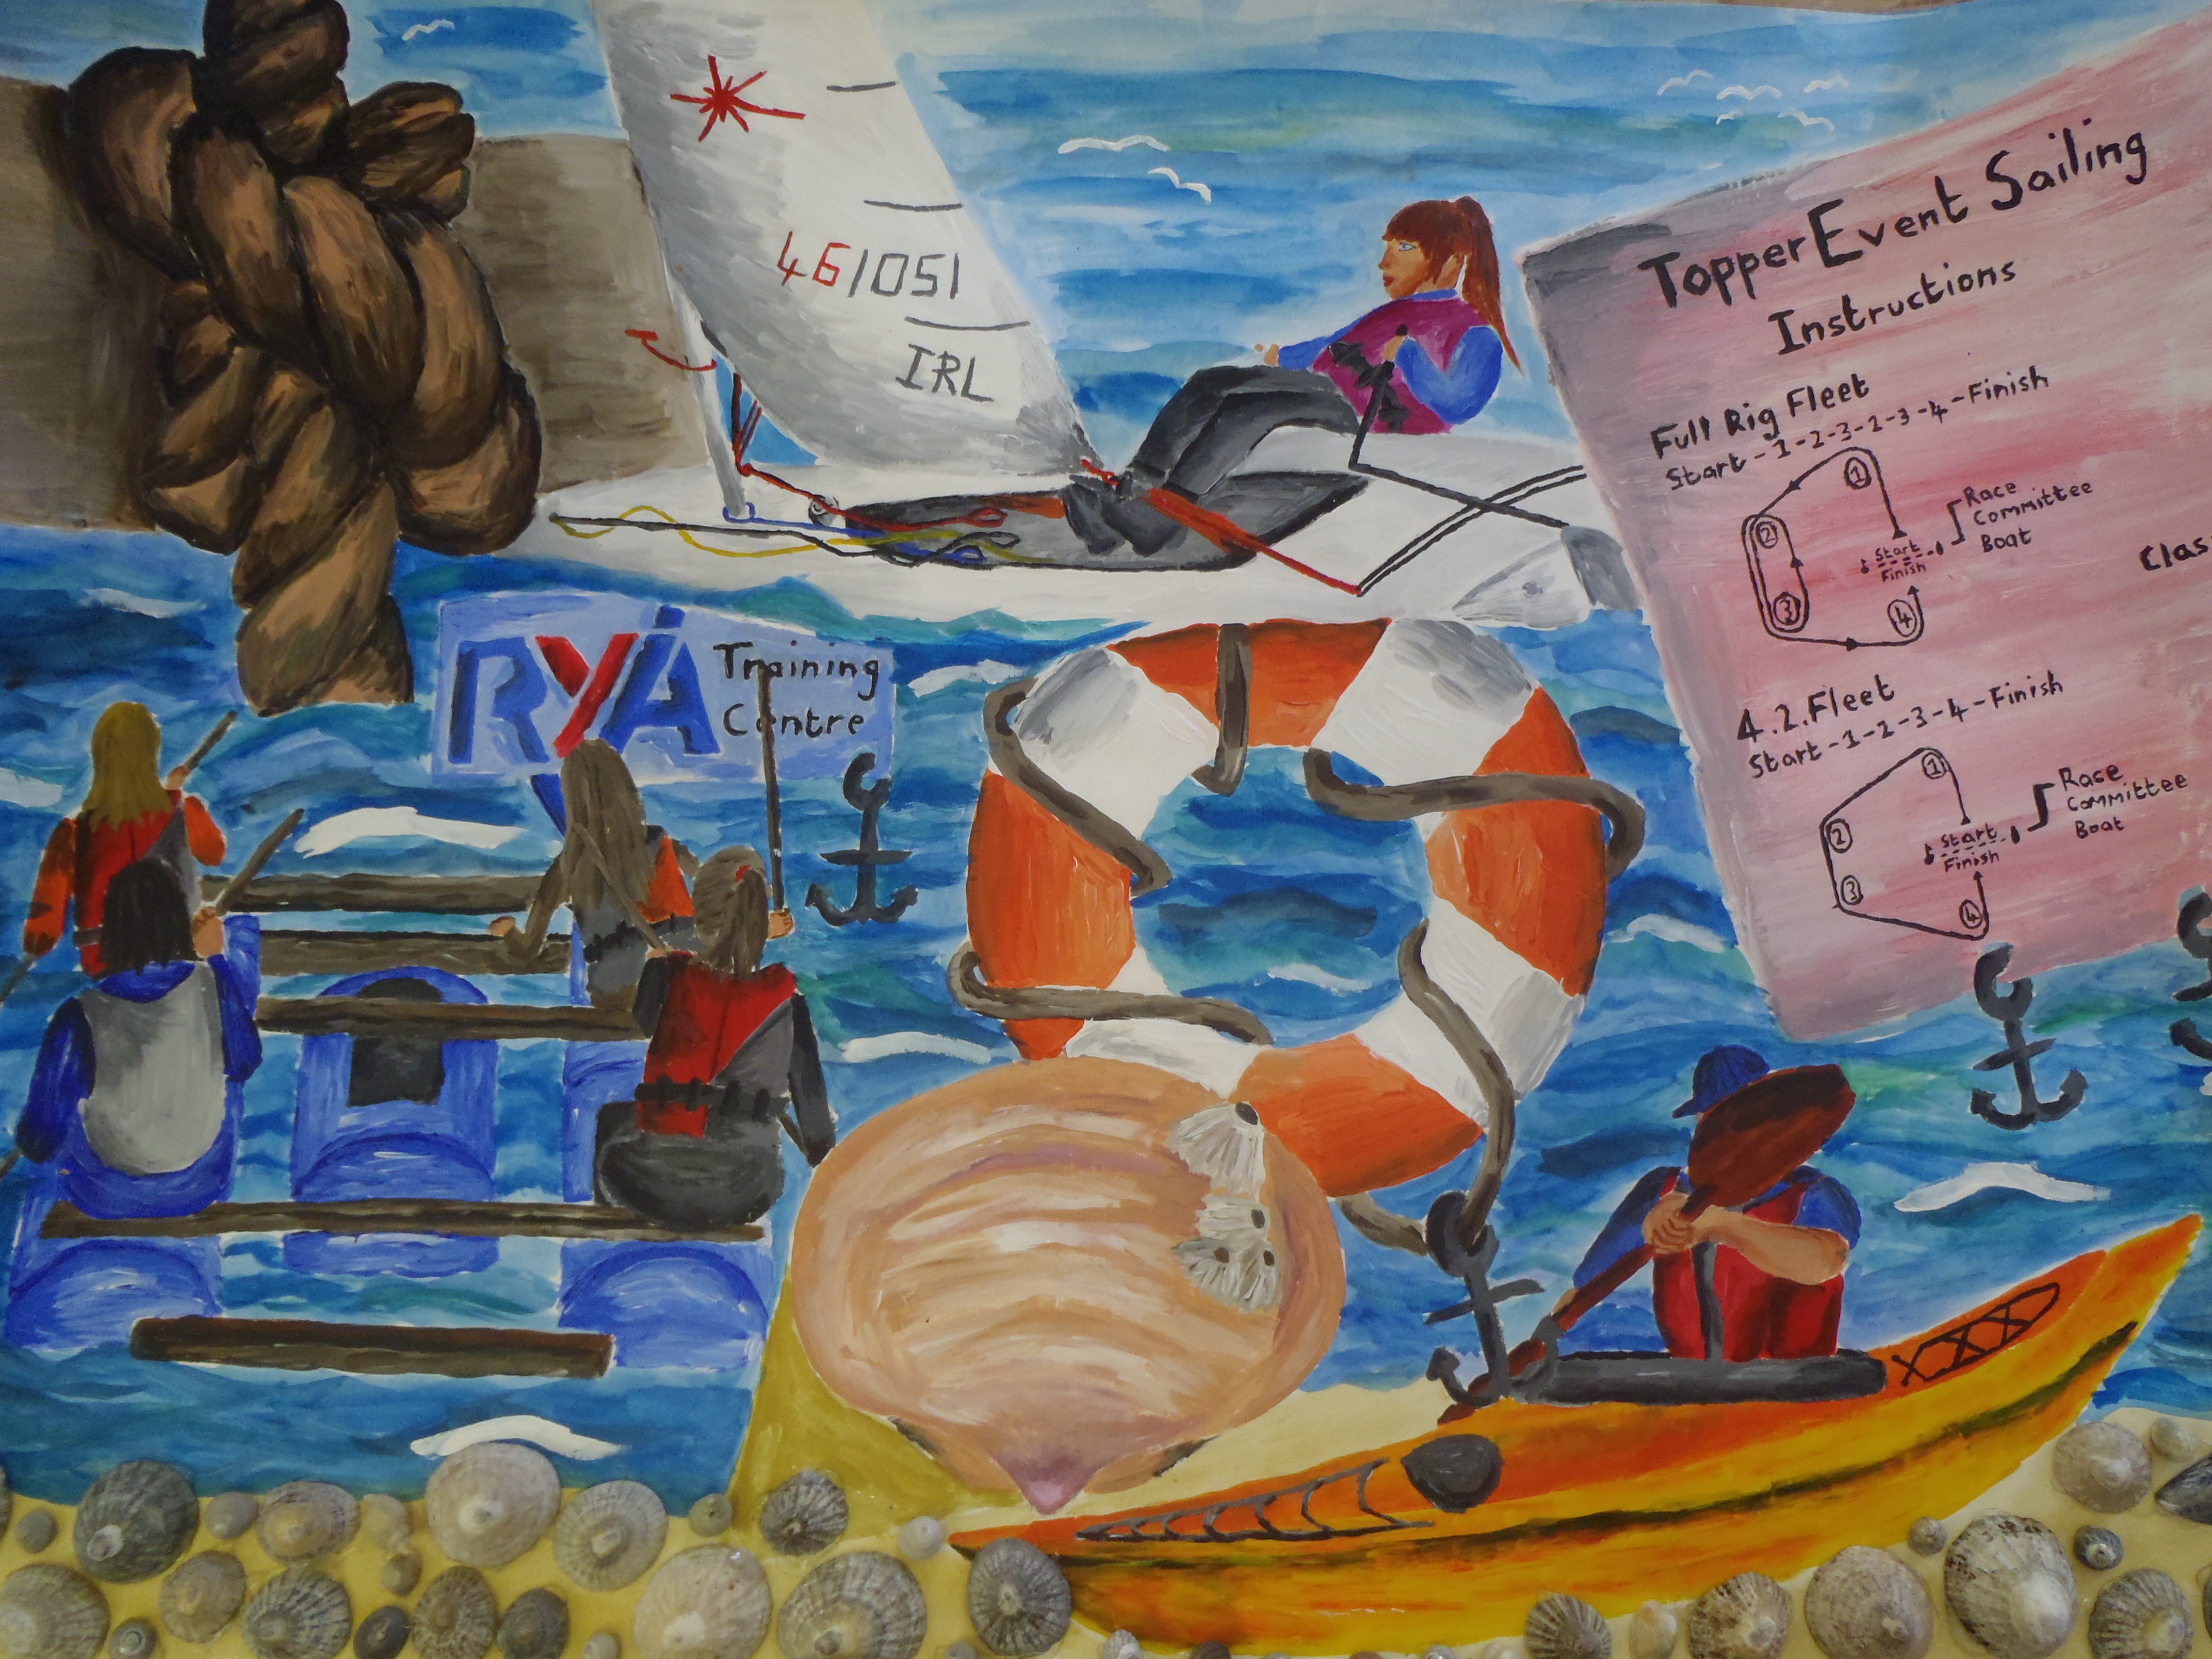 461051
IRL
RYA
Training
Centre
Topper Event Sailing
Instructions
Full Rig Fleet
Start-1-2-3-2-3-4-Finish
1
2
3
4
Start
Finish
Race
Committee
Boat
4.2.Fleet
Start-1-2-3-4-Finish
1
2
3
4
Start
Finish
Race
Committee
Boat
Clas